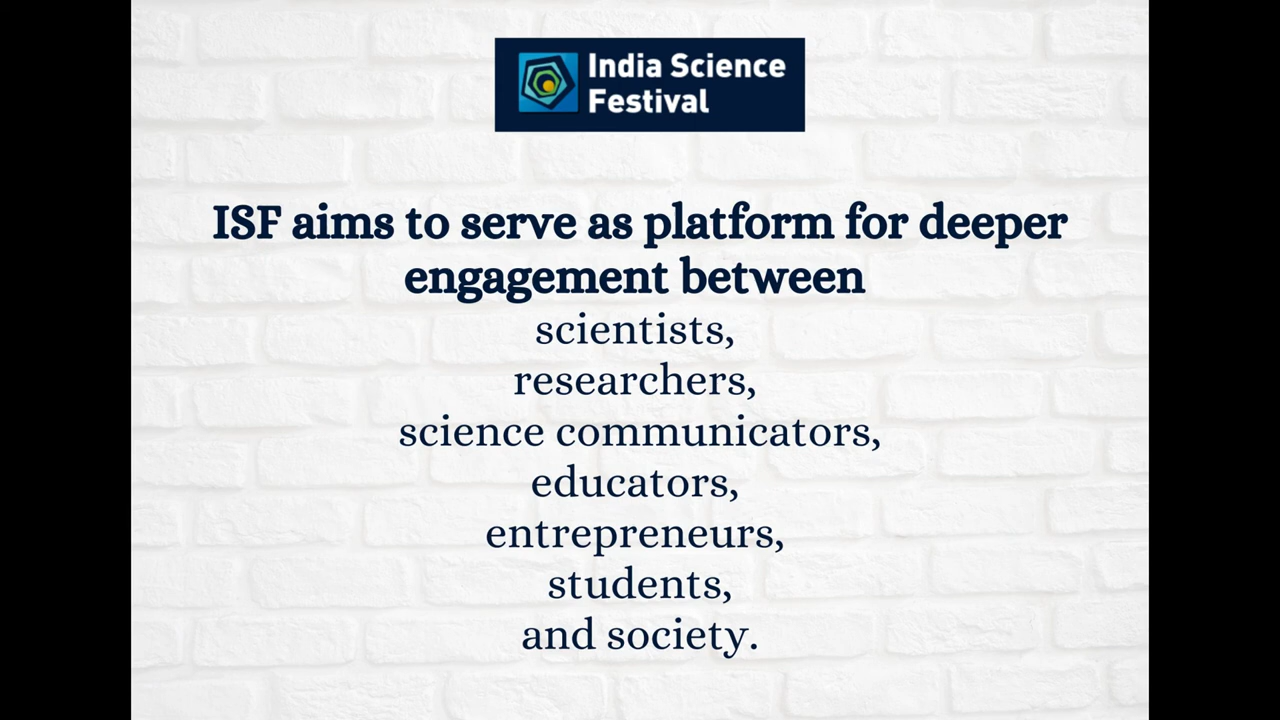 India Science
Festival
ISF aims to serve as platform for deeper
engagement between
scientists,
researchers,
science communicators,
educators,
entrepreneurs,
students,
and society.